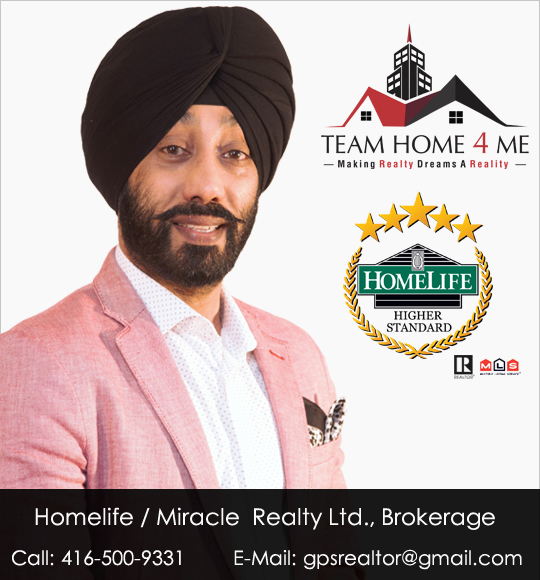 TEAM HOME 4 ME
Making Realty Dreams A Reality
HOMELIFE
HIGHER
STANDARD
REALTOR
MLS
Homelife / Miracle Realty Ltd., Brokerage
Call: 416-500-9331 E-Mail: gpsrealtor@gmail.com